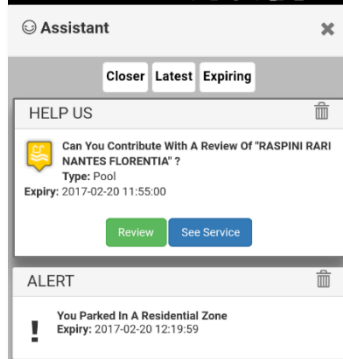 Assistant
Closer Latest Expiring
HELP US
Can You Contribute With A Review Of "RASPINI RARI
NANTES FLORENTIA" ?
Type: Pool
Expiry: 2017-02-20 11:55:00
Review See Service
ALERT
You Parked In A Residential Zone
Expiry: 2017-02-20 12:19:59